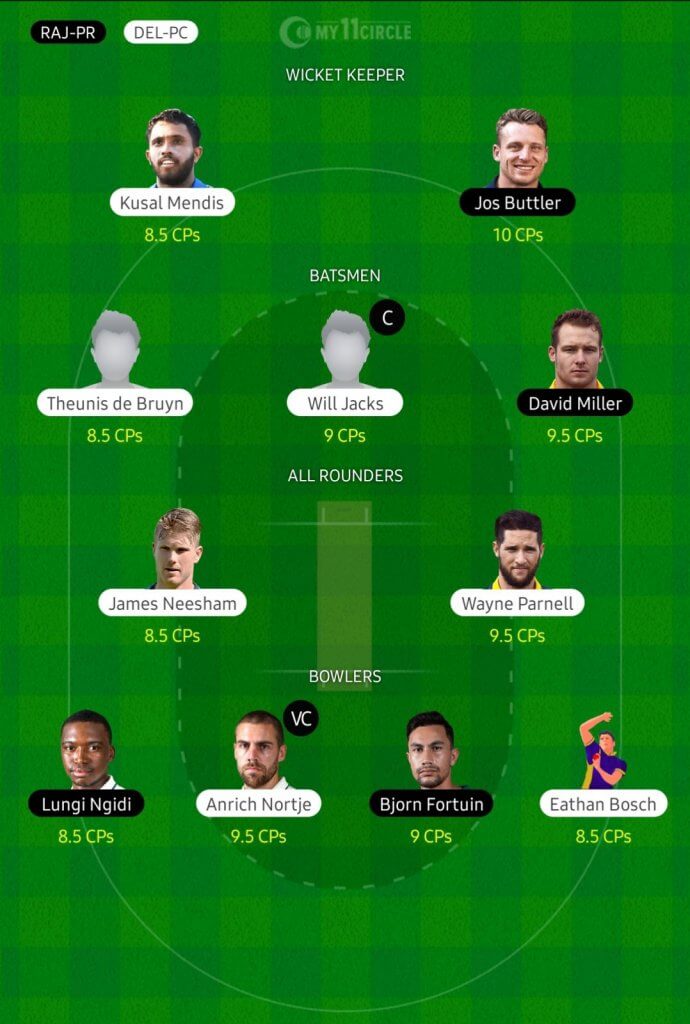 RAJ-PR DEL-PC MY11CIRCLE
WICKET KEEPER
Kusal Mendis Jos Buttler
8.5 CPs 10 CPs
BATSMEN
C
Theunis de Bruyn Will Jacks David Miller
8.5 CPs 9 CPs 9.5 CPs
ALL ROUNDERS
James Neesham Wayne Parnell
8.5 CPs 9.5 CPs
BOWLERS
VC
Lungi Ngidi Anrich Nortje Bjorn Fortuin Eathan Bosch
8.5 CPs 9.5 CPs 9 CPs 8.5 CPs